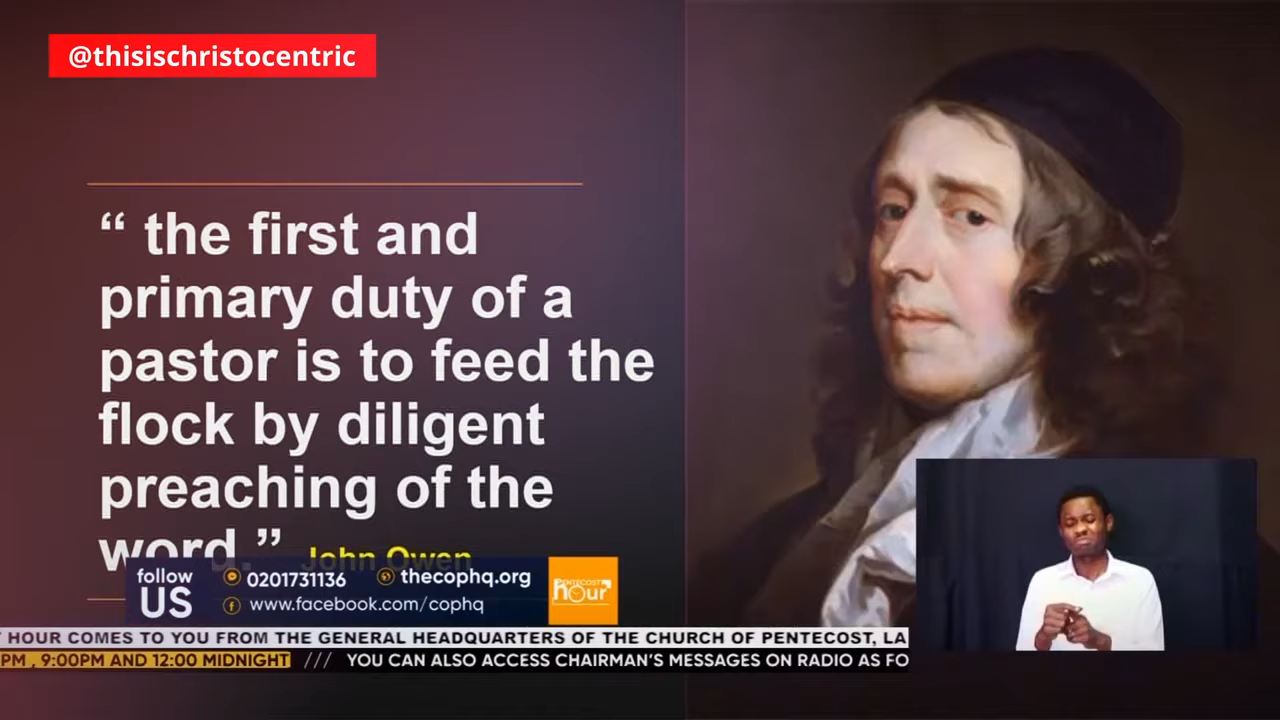 @thisischristocentric
“ the first and
primary duty of a
pastor is to feed the
flock by diligent
preaching of the
word.” John Owen
follow
US
0201731136
thecophq.org
www.facebook.com/cophq
PENTECOST
hour
HOUR COMES TO YOU FROM THE GENERAL HEADQUARTERS OF THE CHURCH OF PENTECOST, LA
PM , 9:00PM AND 12:00 MIDNIGHT /// YOU CAN ALSO ACCESS CHAIRMAN'S MESSAGES ON RADIO AS FO